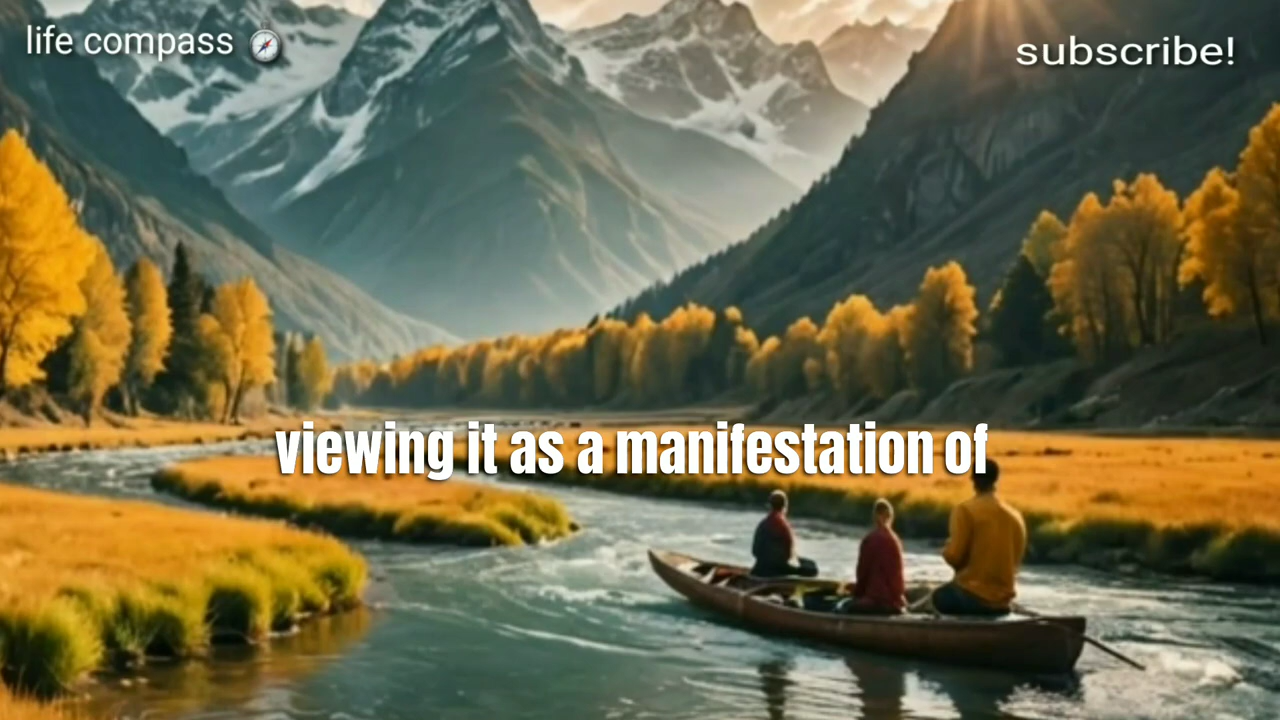 life compass 🧭
subscribe!
viewing it as a manifestation of